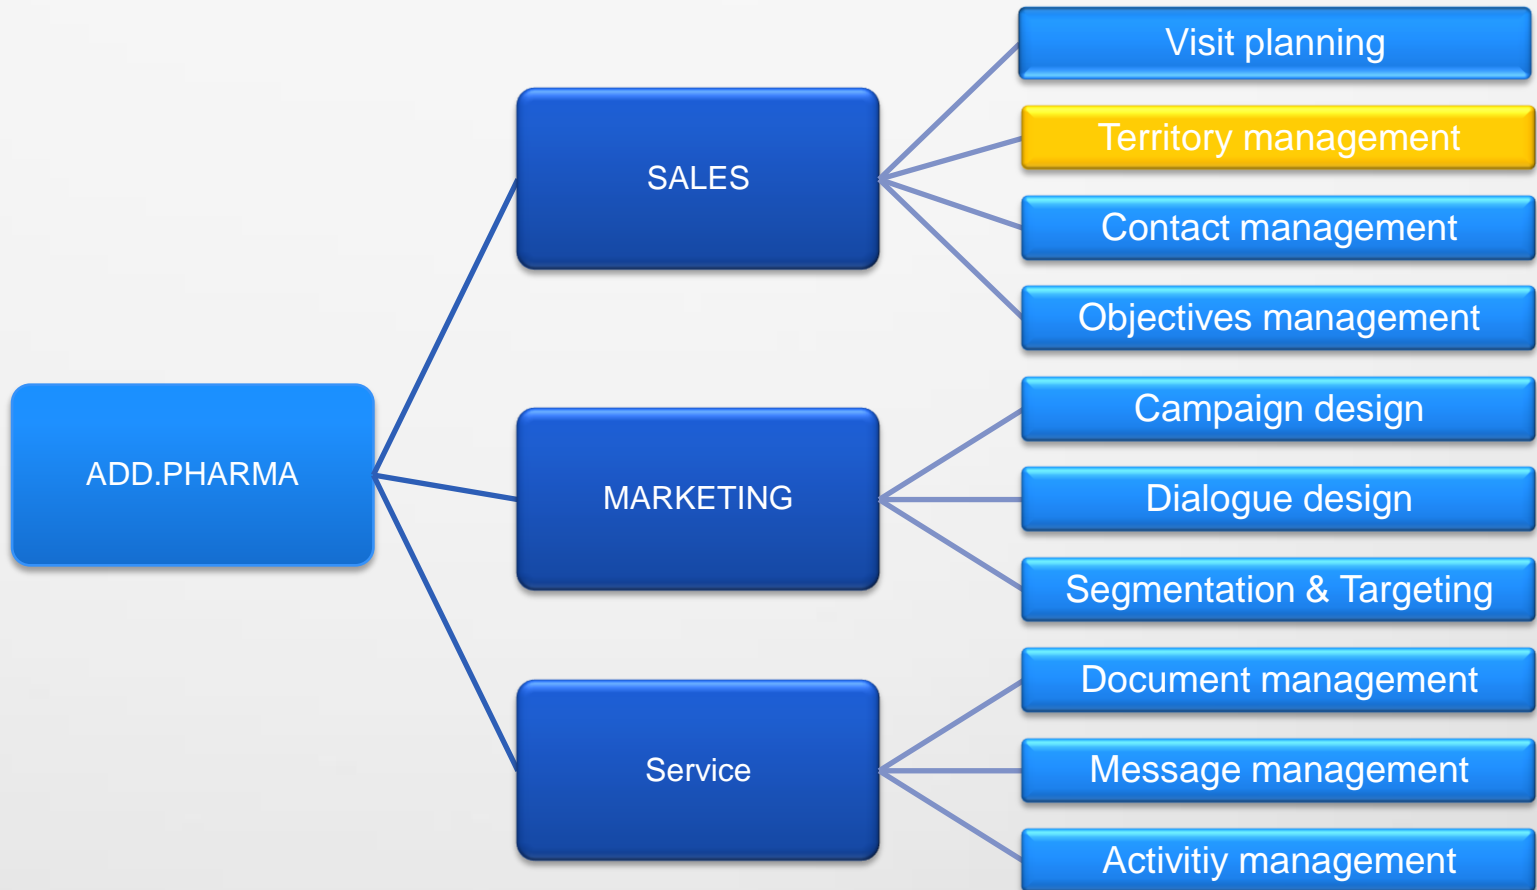 ADD.PHARMA
SALES
Visit planning
Territory management
Contact management
Objectives management
MARKETING
Campaign design
Dialogue design
Segmentation & Targeting
Service
Document management
Message management
Activitiy management